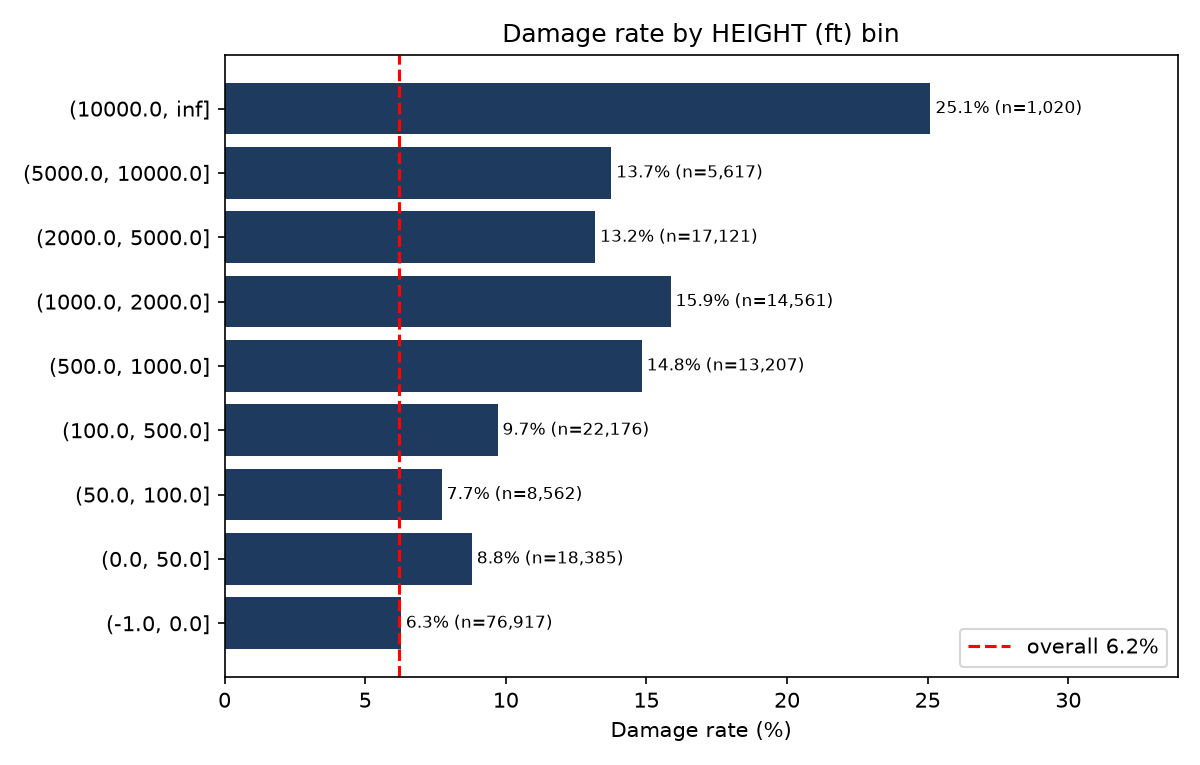 Damage rate by HEIGHT (ft) bin
(10000.0, inf] 25.1% (n=1,020)
(5000.0, 10000.0] 13.7% (n=5,617)
(2000.0, 5000.0] 13.2% (n=17,121)
(1000.0, 2000.0] 15.9% (n=14,561)
(500.0, 1000.0] 14.8% (n=13,207)
(100.0, 500.0] 9.7% (n=22,176)
(50.0, 100.0] 7.7% (n=8,562)
(0.0, 50.0] 8.8% (n=18,385)
(-1.0, 0.0] 6.3% (n=76,917)
overall 6.2%
0 5 10 15 20 25 30
Damage rate (%)